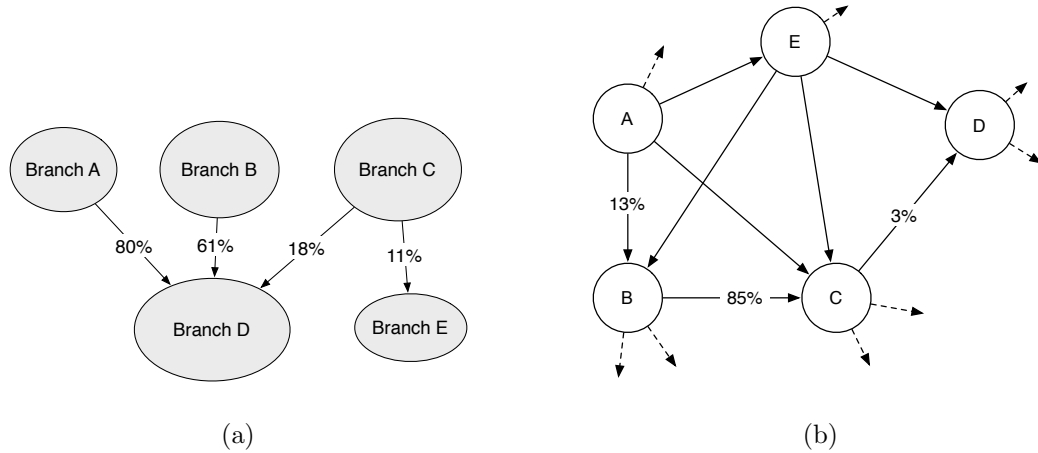 Branch A
Branch B
Branch C
80%
61%
18%
11%
Branch D
Branch E
(a)
E
A
D
13%
3%
B
85%
C
(b)